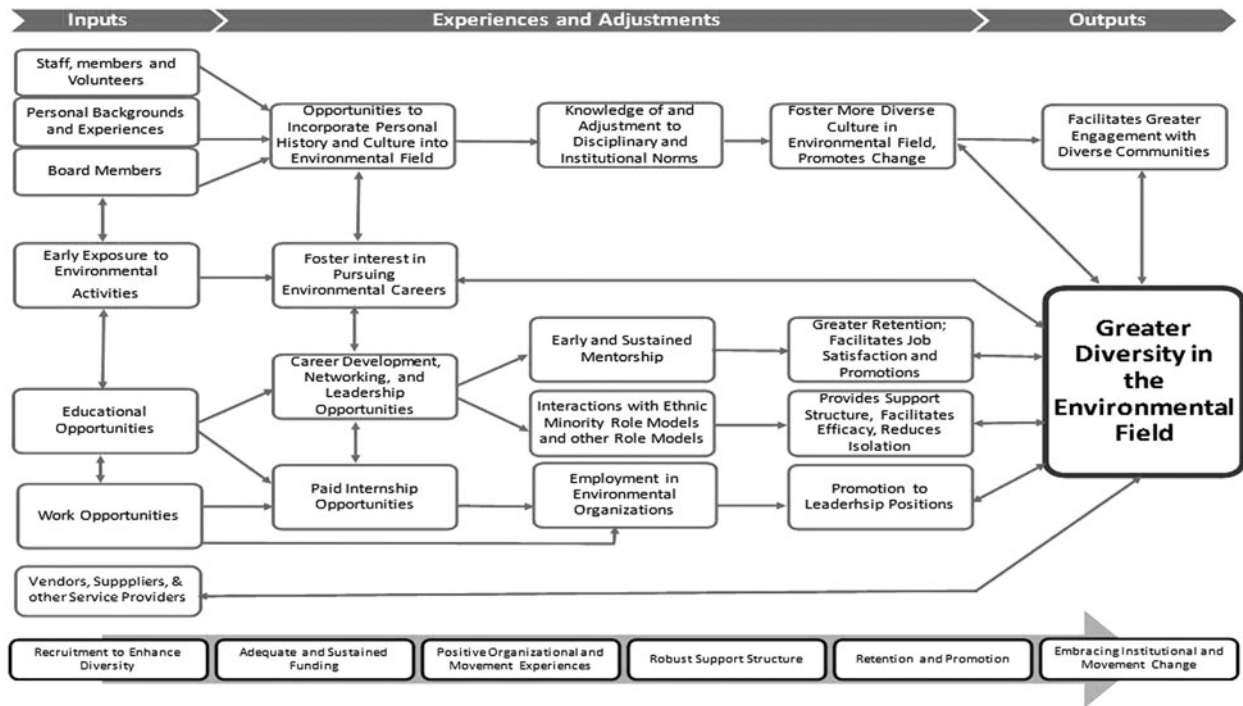 Inputs
Experiences and Adjustments
Outputs
Staff, members and
Volunteers
Personal Backgrounds
and Experiences
Board Members
Early Exposure to
Environmental
Activities
Educational
Opportunities
Work Opportunities
Vendors, Supppliers, &
other Service Providers
Opportunities to
Incorporate Personal
History and Culture into
Environmental Field
Foster interest in
Pursuing
Environmental Careers
Career Development,
Networking, and
Leadership
Opportunities
Paid Internship
Opportunities
Knowledge of and
Adjustment to
Disciplinary and
Institutional Norms
Early and Sustained
Mentorship
Interactions with Ethnic
Minority Role Models
and other Role Models
Employment in
Environmental
Organizations
Foster More Diverse
Culture in
Environmental Field,
Promotes Change
Greater Retention;
Facilitates Job
Satisfaction and
Promotions
Provides Support
Structure, Facilitates
Efficacy, Reduces
Isolation
Promotion to
Leaderhsip Positions
Facilitates Greater
Engagement with
Diverse Communities
Greater
Diversity in
the
Environmental
Field
Recruitment to Enhance
Diversity
Adequate and Sustained
Funding
Positive Organizational and
Movement Experiences
Robust Support Structure
Retention and Promotion
Embracing Institutional and
Movement Change